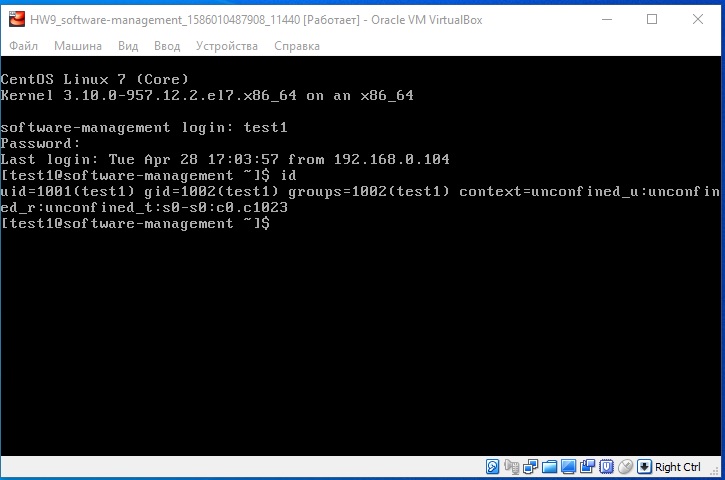 HW9_software-management_1586010487908_11440 [Работает] - Oracle VM VirtualBox
Файл Машина Вид Ввод Устройства Справка
CentOS Linux 7 (Core)
Kernel 3.10.0-957.12.2.el7.x86_64 on an x86_64
software-management login: test1
Password:
Last login: Tue Apr 28 17:03:57 from 192.168.0.104
[test1@software-management ~]$ id
uid=1001(test1) gid=1002(test1) groups=1002(test1) context=unconfined_u:unconfin
ed_r:unconfined_t:s0-s0:c0.c1023
[test1@software-management ~]$
Right Ctrl